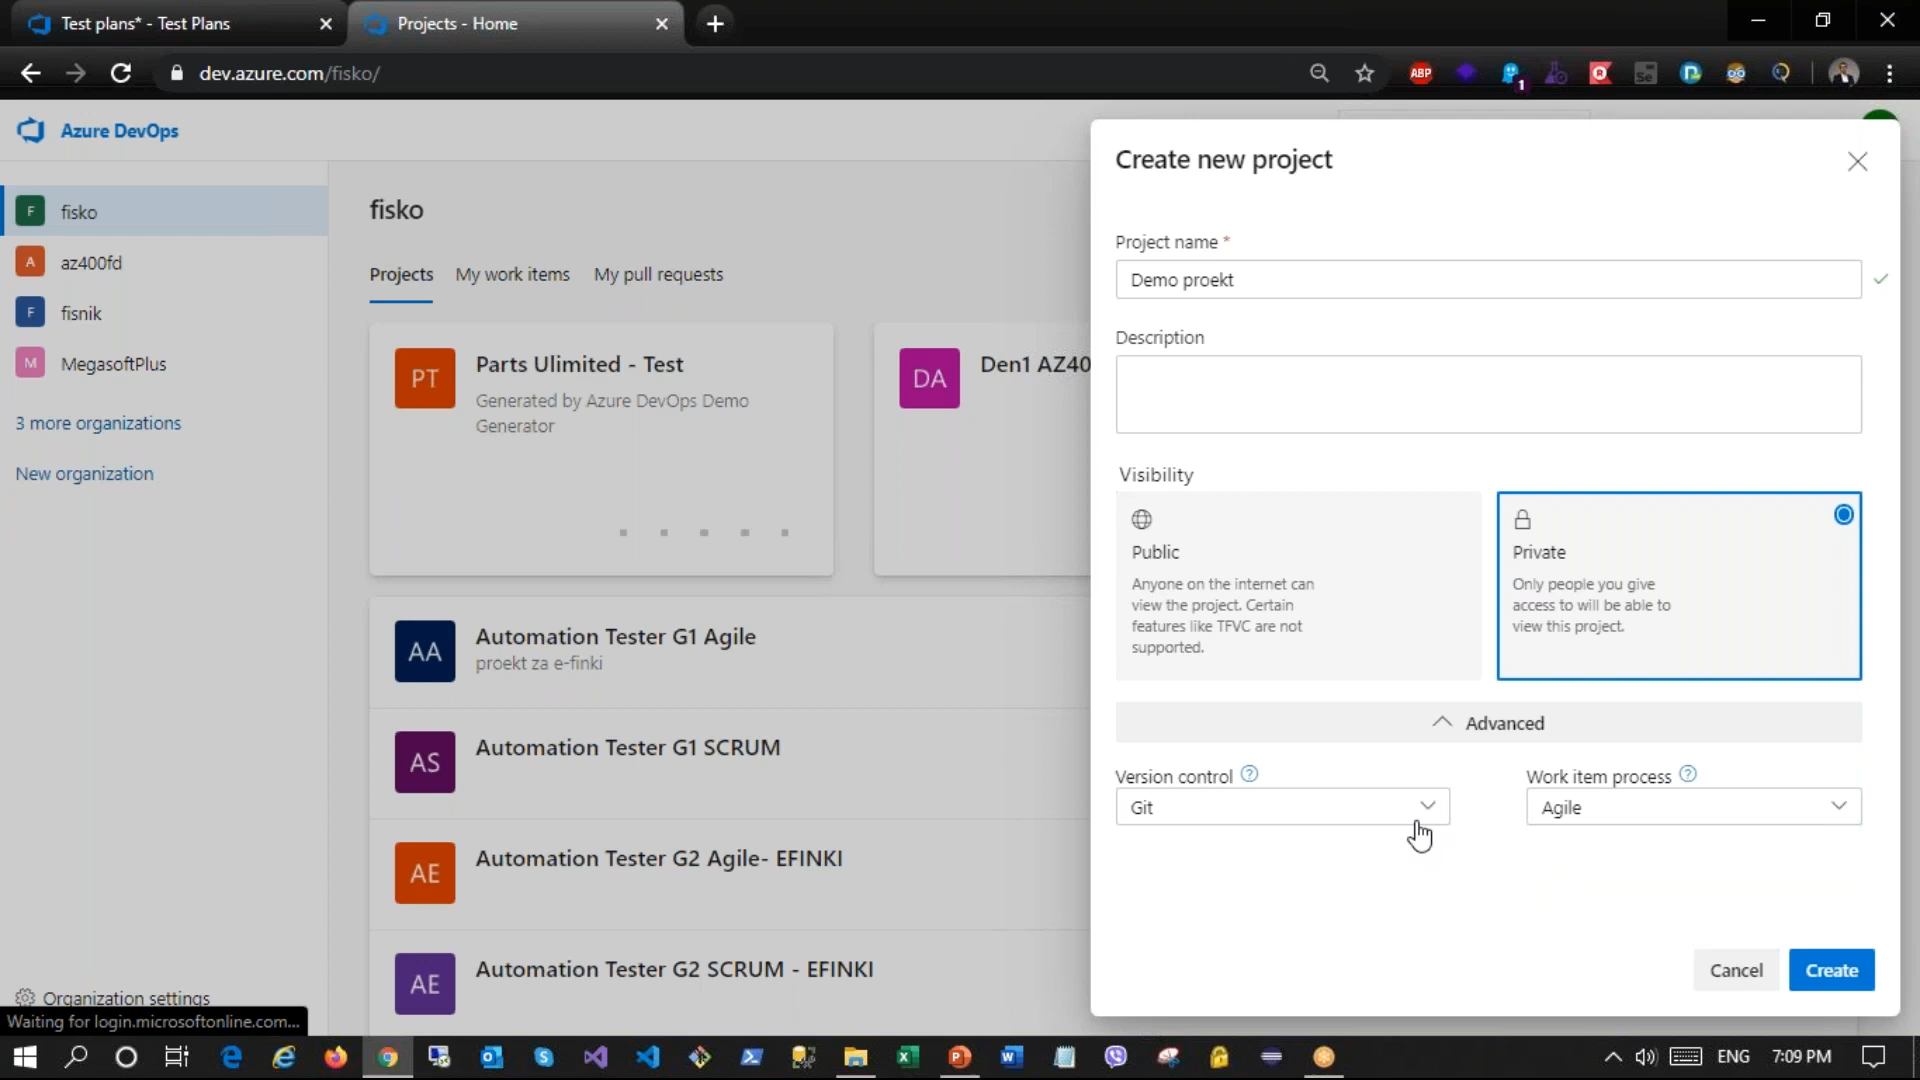 Test plans* - Test Plans
Projects - Home
dev.azure.com/fisko/
ABP
1
Se
Azure DevOps
F fisko
A az400fd
F fisnik
M MegasoftPlus
3 more organizations
New organization
Organization settings
Waiting for login.microsoftonline.com...
fisko
Projects My work items My pull requests
PT Parts Ulimited - Test
Generated by Azure DevOps Demo
Generator
DA Den1 AZ40
AA Automation Tester G1 Agile
proekt za e-finki
AS Automation Tester G1 SCRUM
AE Automation Tester G2 Agile- EFINKI
AE Automation Tester G2 SCRUM - EFINKI
Create new project
Project name *
Demo proekt
Description
Visibility
Public
Anyone on the internet can
view the project. Certain
features like TFVC are not
supported.
Private
Only people you give
access to will be able to
view this project.
Advanced
Version control ?
Git
Work item process ?
Agile
Cancel
Create
ENG 7:09 PM